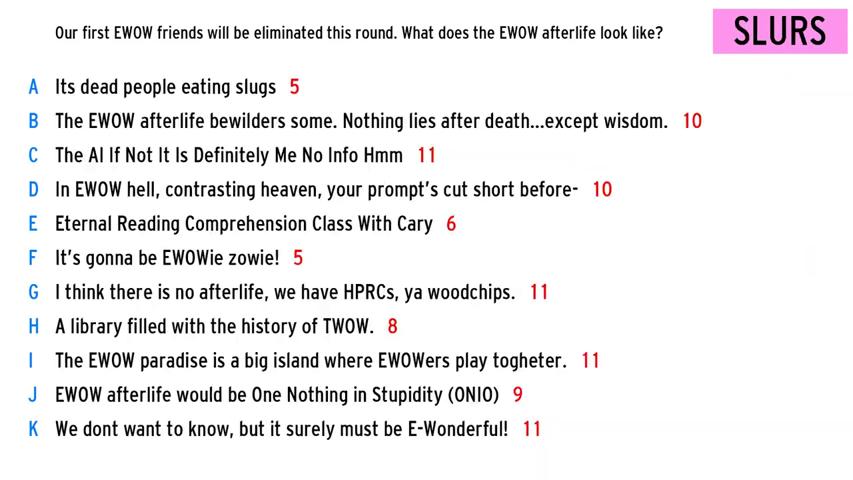 Our first EWOW friends will be eliminated this round. What does the EWOW afterlife look like?
SLURS
A Its dead people eating slugs 5
B The EWOW afterlife bewilders some. Nothing lies after death...except wisdom. 10
C The AI If Not It Is Definitely Me No Info Hmm 11
D In EWOW hell, contrasting heaven, your prompt's cut short before- 10
E Eternal Reading Comprehension Class With Cary 6
F It's gonna be EWOWie zowie! 5
G I think there is no afterlife, we have HPRCs, ya woodchips. 11
H A library filled with the history of TWOW. 8
I The EWOW paradise is a big island where EWOWers play togheter. 11
J EWOW afterlife would be One Nothing in Stupidity (ONIO) 9
K We dont want to know, but it surely must be E-Wonderful! 11